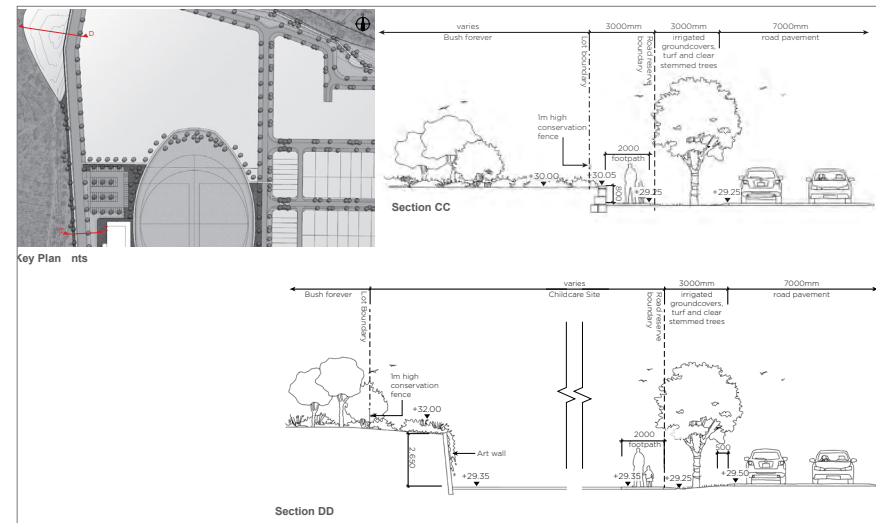 D
Key Plan nts
varies
3000mm
3000mm
7000mm
Bush forever
irrigated
groundcovers,
turf and clear
stemmed trees
road pavement
Lot boundary
Road reserve
boundary
1m high
conservation
fence
2000
footpath
+30.00
+30.05
800
+29.25
+29.25
Section CC
varies
3000mm
7000mm
Bush forever
Childcare Site
irrigated
groundcovers,
turf and clear
stemmed trees
road pavement
Lot Boundary
Road reserve
boundary
1m high
conservation
fence
+32.00
2,650
Art wall
+29.35
2000
footpath
500
+29.35
+29.25
+29.50
Section DD